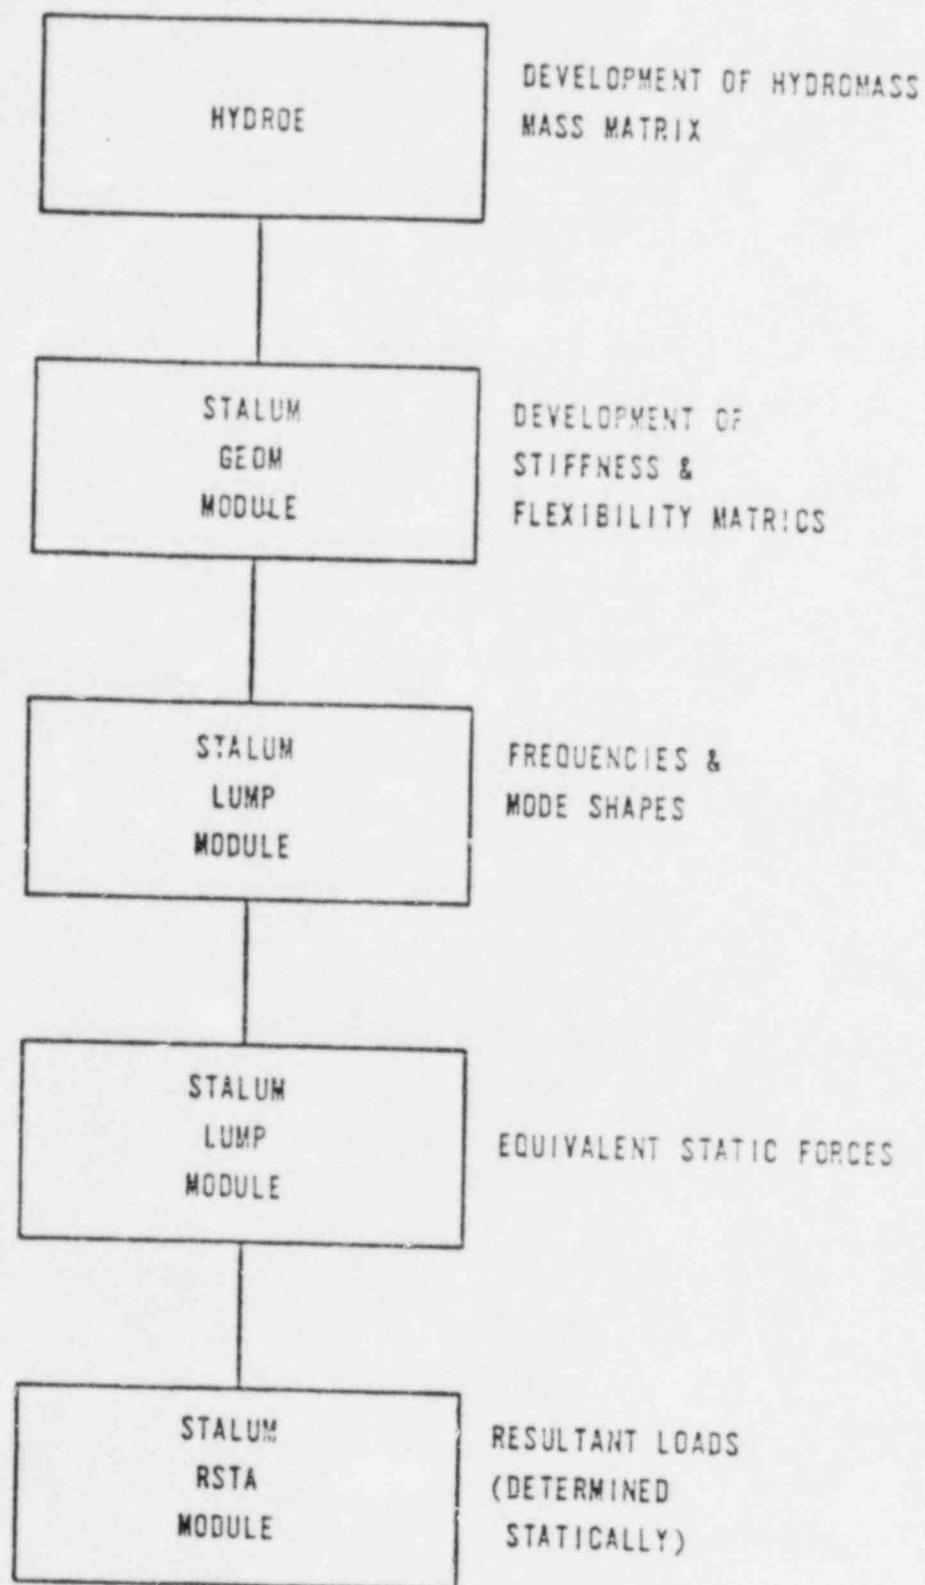 HYDROE
DEVELOPMENT OF HYDROMASS
MASS MATRIX
STALUM
GEOM
MODULE
DEVELOPMENT OF
STIFFNESS &
FLEXIBILITY MATRICS
STALUM
LUMP
MODULE
FREQUENCIES &
MODE SHAPES
STALUM
LUMP
MODULE
EQUIVALENT STATIC FORCES
STALUM
RSTA
MODULE
RESULTANT LOADS
(DETERMINED
STATICALLY)